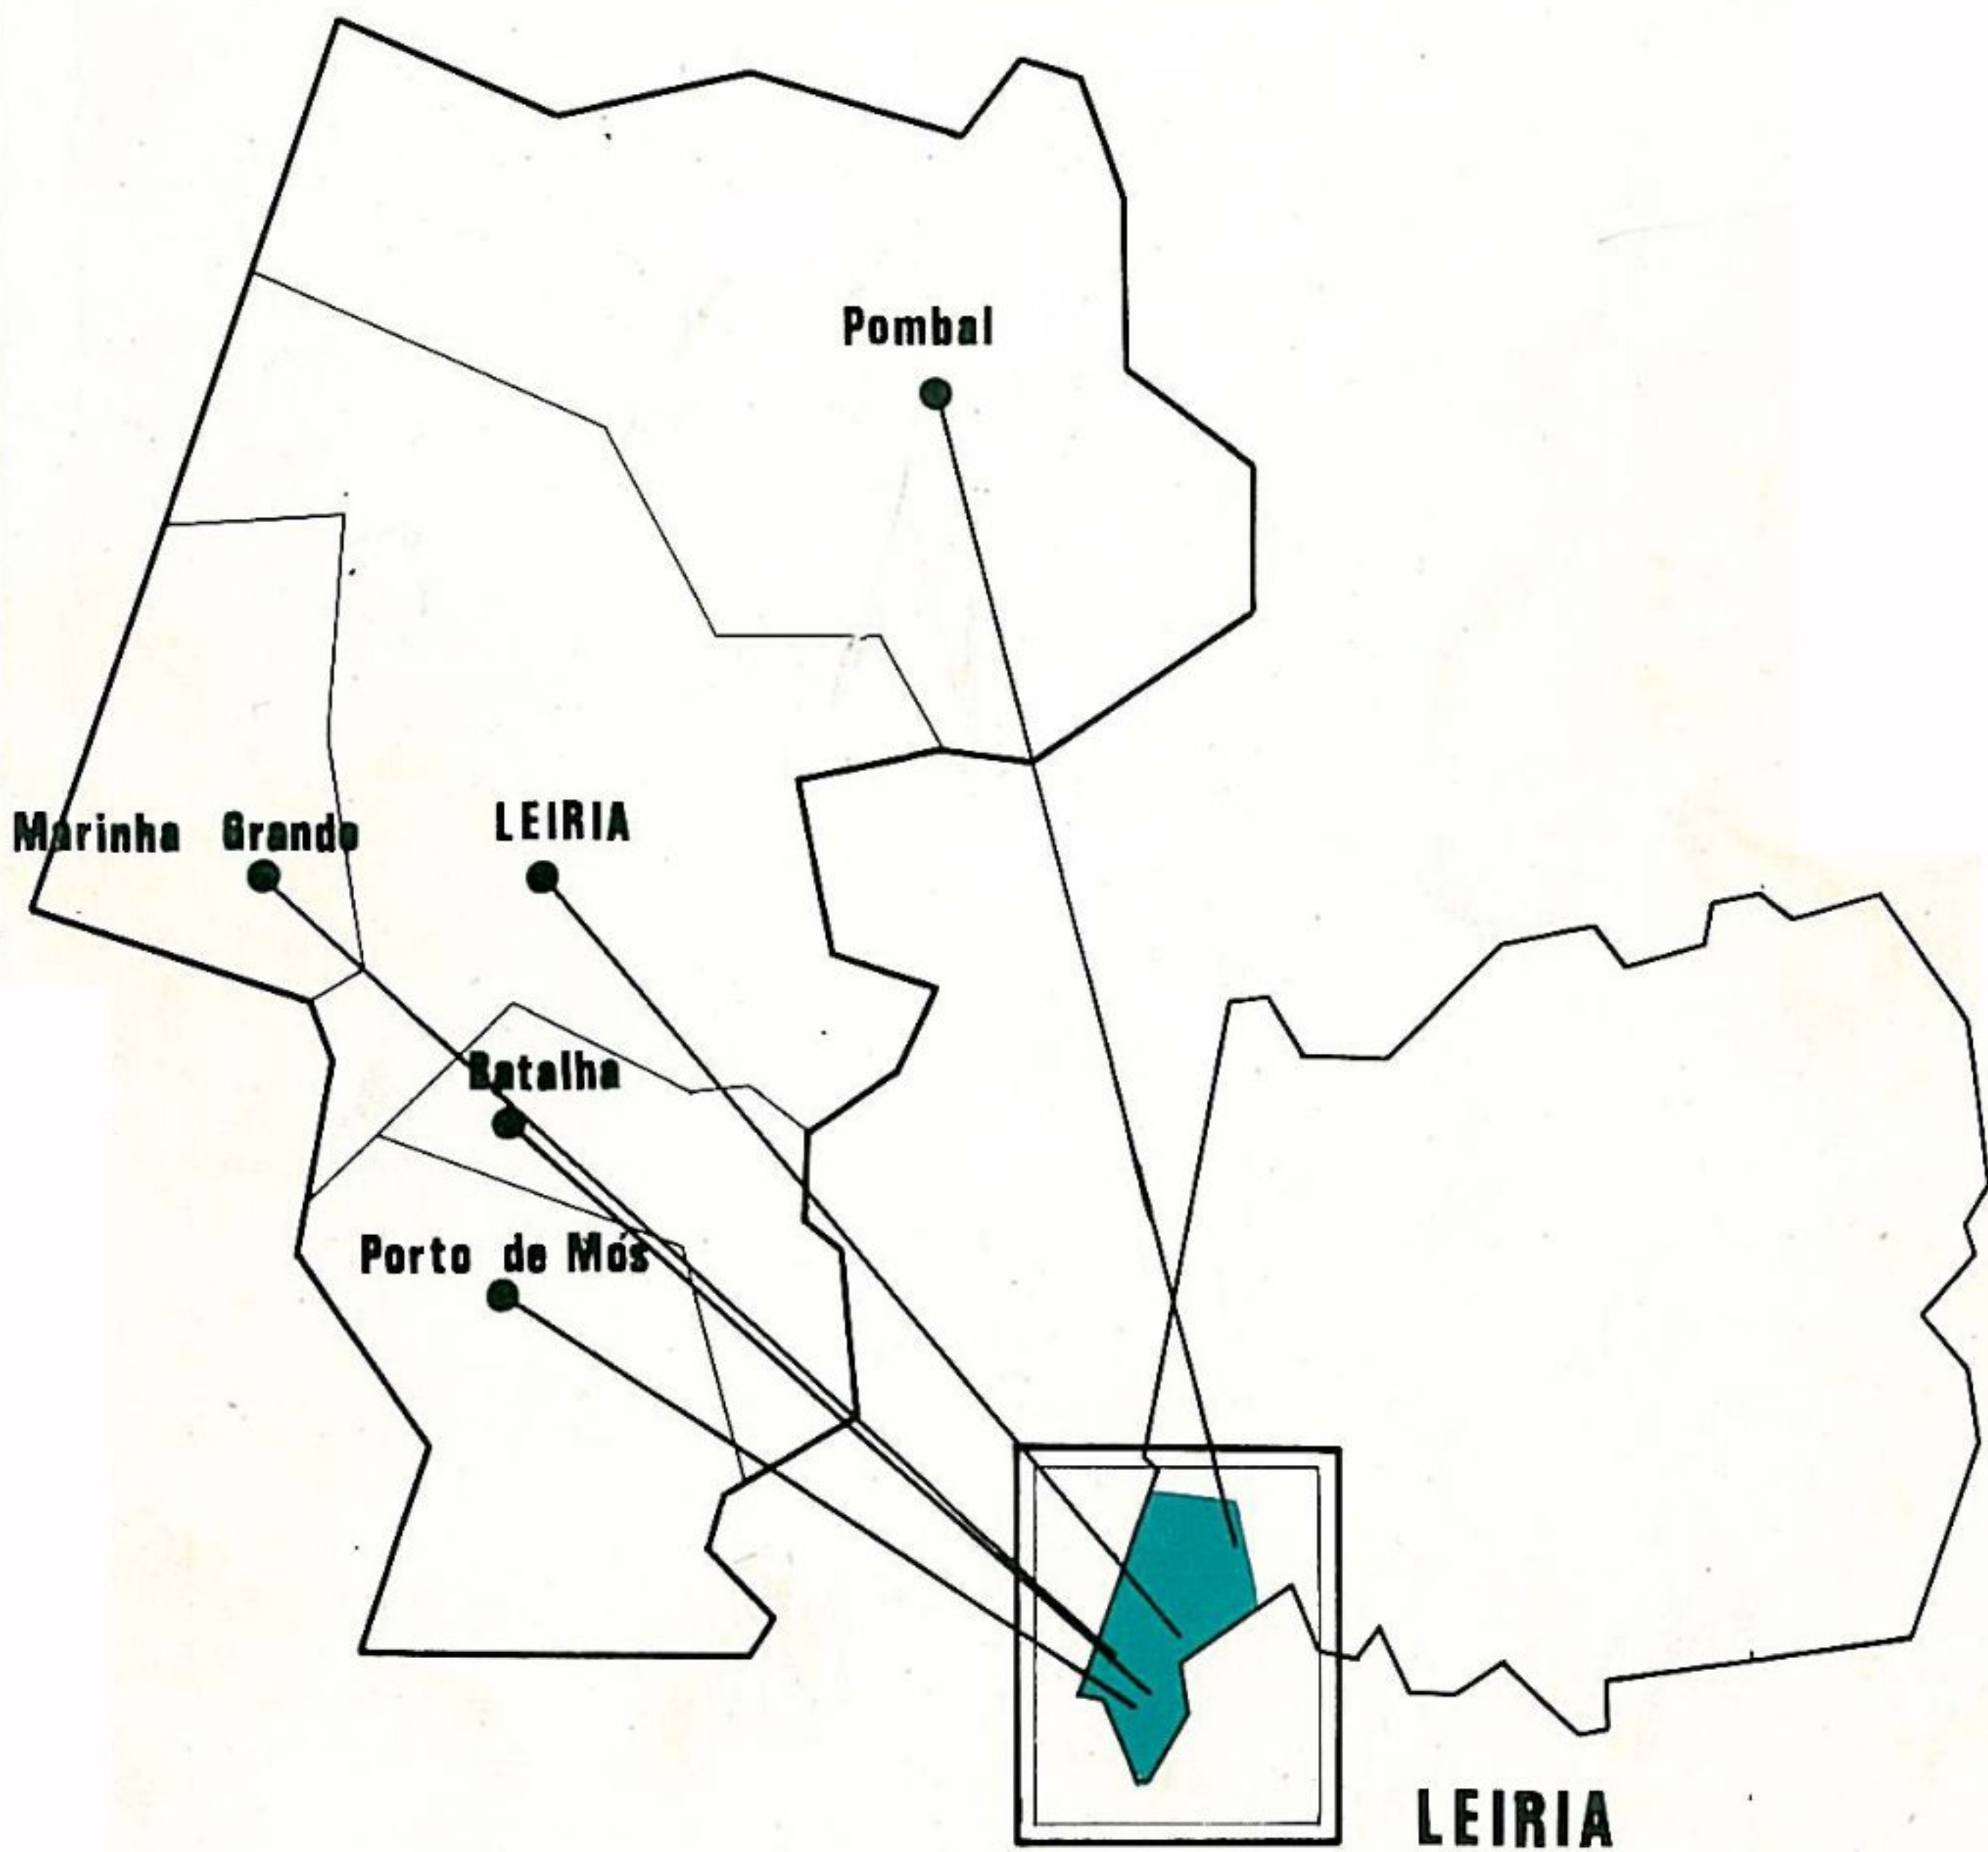 Pombal
Marinha Grande
LEIRIA
Batalha
Porto de Mós
LEIRIA